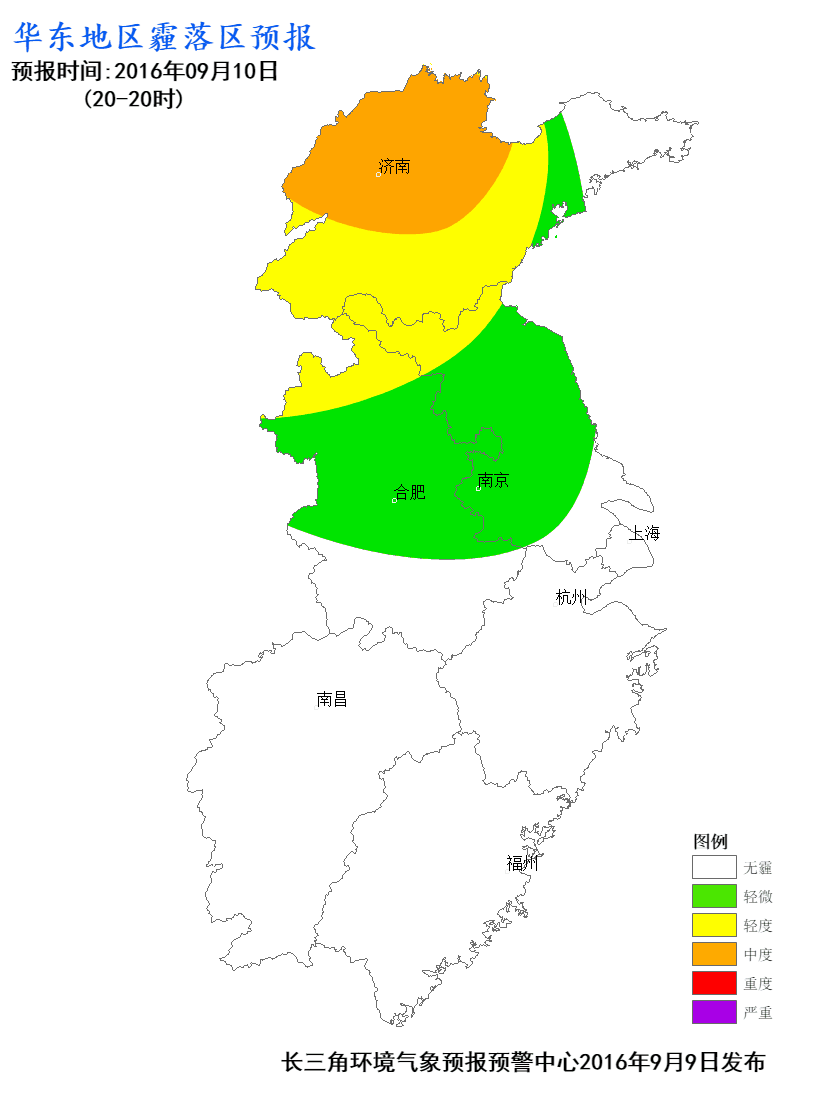 华东地区霾落区预报
预报时间:2016年09月10日
(20-20时)
济南
合肥
南京
上海
杭州
南昌
福州
图例
无霾
轻微
轻度
中度
重度
严重
长三角环境气象预报预警中心2016年9月9日发布